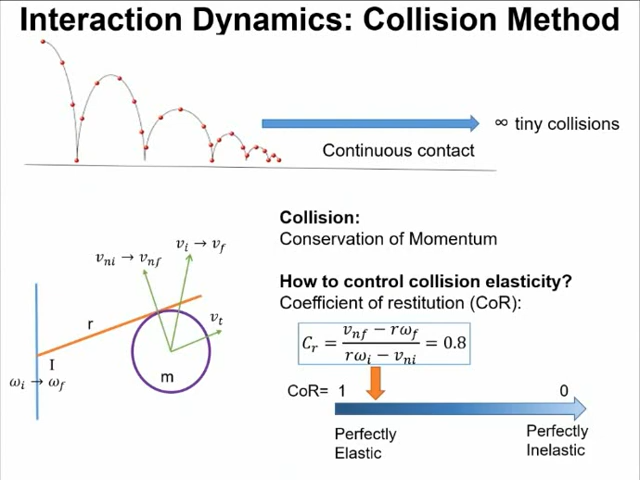 Interaction Dynamics: Collision Method
∞ tiny collisions
Continuous contact
Collision:
Conservation of Momentum
How to control collision elasticity?
Coefficient of restitution (CoR):
C_r = (v_nf − rω_f) / (rω_i − v_ni) = 0.8
v_ni → v_nf
v_i → v_f
v_t
r
I
ω_i → ω_f
m
CoR= 1
0
Perfectly
Elastic
Perfectly
Inelastic